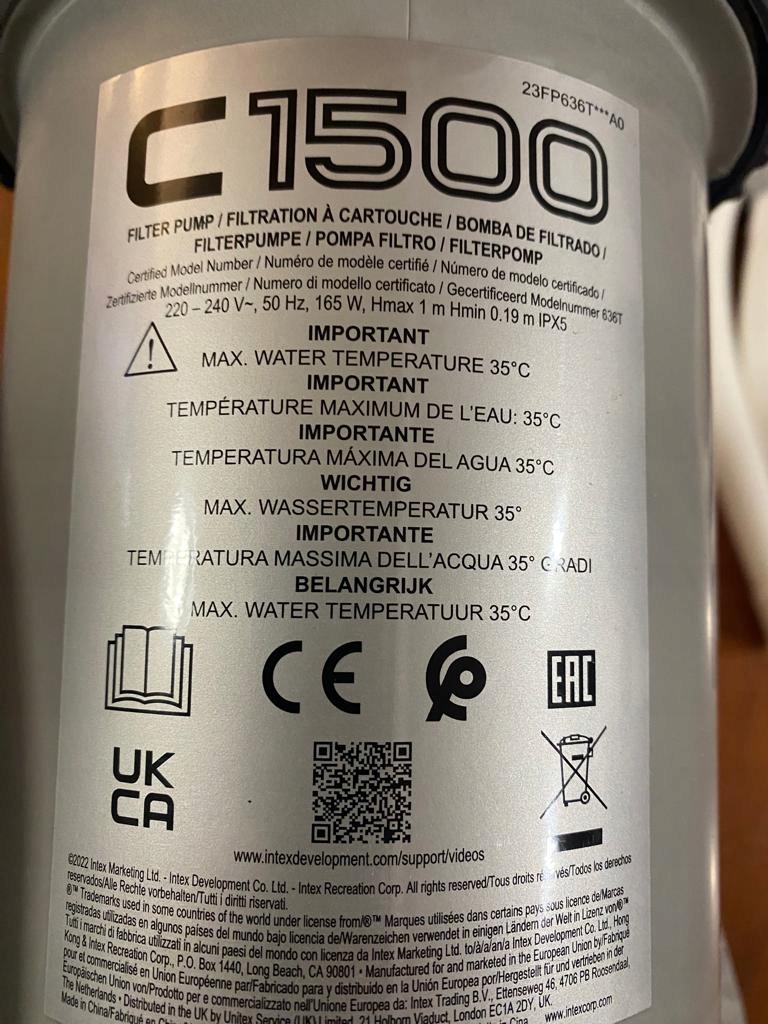 23FP636T***A0
C1500
FILTER PUMP / FILTRATION À CARTOUCHE / BOMBA DE FILTRADO /
FILTERPUMPE / POMPA FILTRO / FILTERPOMP
Certified Model Number / Numéro de modèle certifié / Número de modelo certificado /
Zertifizierte Modellnummer / Numero di modello certificato / Gecertificeerd Modelnummer 636T
220 – 240 V~, 50 Hz, 165 W, Hmax 1 m Hmin 0.19 m IPX5
IMPORTANT
MAX. WATER TEMPERATURE 35°C
IMPORTANT
TEMPÉRATURE MAXIMUM DE L'EAU: 35°C
IMPORTANTE
TEMPERATURA MÁXIMA DEL AGUA 35°C
WICHTIG
MAX. WASSERTEMPERATUR 35°
IMPORTANTE
TEMPERATURA MASSIMA DELL'ACQUA 35° GRADI
BELANGRIJK
MAX. WATER TEMPERATUUR 35°C
CE
EAC
UK
CA
www.intexdevelopment.com/support/videos
©2022 Intex Marketing Ltd. - Intex Development Co. Ltd. - Intex Recreation Corp. All rights reserved/Tous droits réservés/Todos los derechos
reservados/Alle Rechte vorbehalten/Tutti i diritti riservati.
®™ Trademarks used in some countries of the world under license from/®™ Marques utilisées dans certains pays sous licence de/Marcas
registradas utilizadas en algunos países del mundo bajo licencia de/Warenzeichen verwendet in einigen Ländern der Welt in Lizenz von/®™
Tutti i marchi di fabbrica utilizzati in alcuni paesi del mondo con licenza da Intex Marketing Ltd. to/à/a/an/a Intex Development Co. Ltd., Hong
Kong & Intex Recreation Corp., P.O. Box 1440, Long Beach, CA 90801 • Manufactured for and marketed in the European Union by/Fabriqué
pour et commercialisé en Union Européenne par/Fabricado para y distribuido en la Unión Europea por/Hergestellt für und vertrieben in der
Europäischen Union von/Prodotto per e commercializzato nell'Unione Europea da: Intex Trading B.V., Ettenseweg 46, 4706 PB Roosendaal,
The Netherlands • Distributed in the UK by Unitex Service (UK) Limited, 21 Holborn Viaduct, London EC1A 2DY, UK.
Made in China/Fabriqué en China www.intexcorp.com